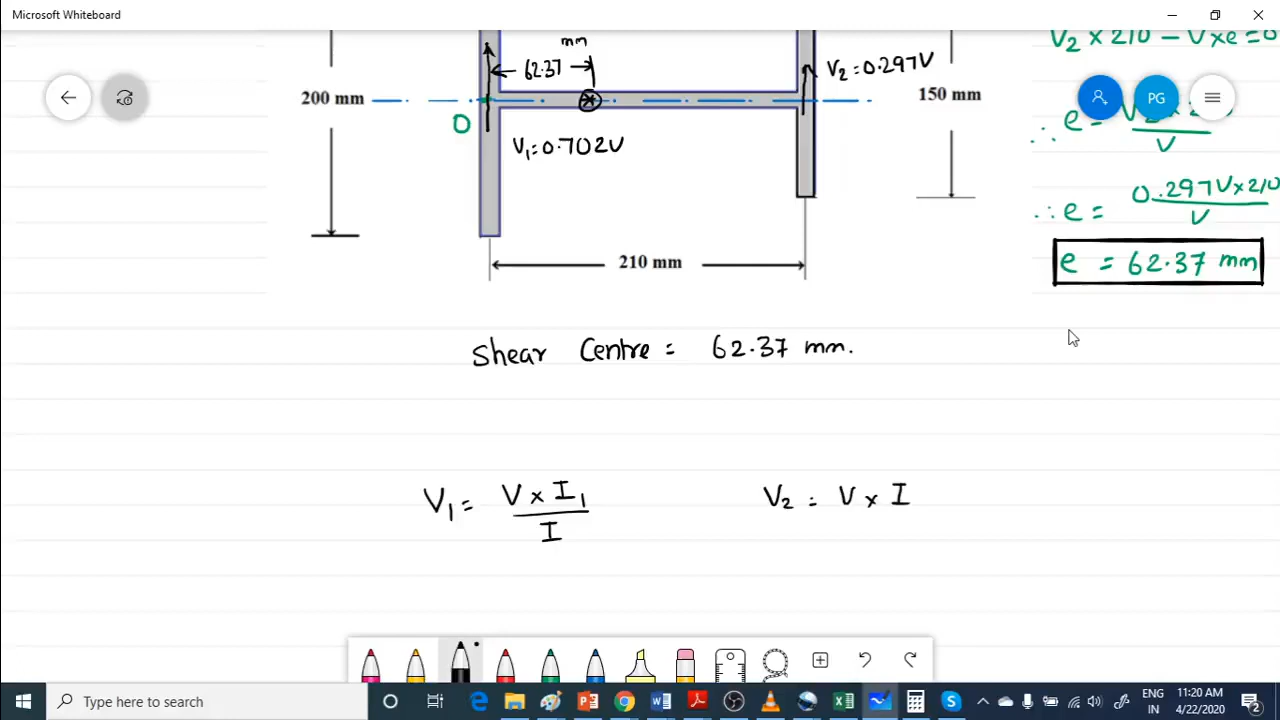 Microsoft Whiteboard
mm
62.37
V₂ = 0.297V
200 mm
O
V₁ = 0.702V
150 mm
210 mm
V₂ x 210 - V x e = 0
PG
∴ e =
V
∴ e = 0.297V x 210
V
e = 62.37 mm
Shear Centre = 62.37 mm.
V₁ = V x I₁
I
V₂ = V x I
Type here to search
ENG
IN
11:20 AM
4/22/2020
2